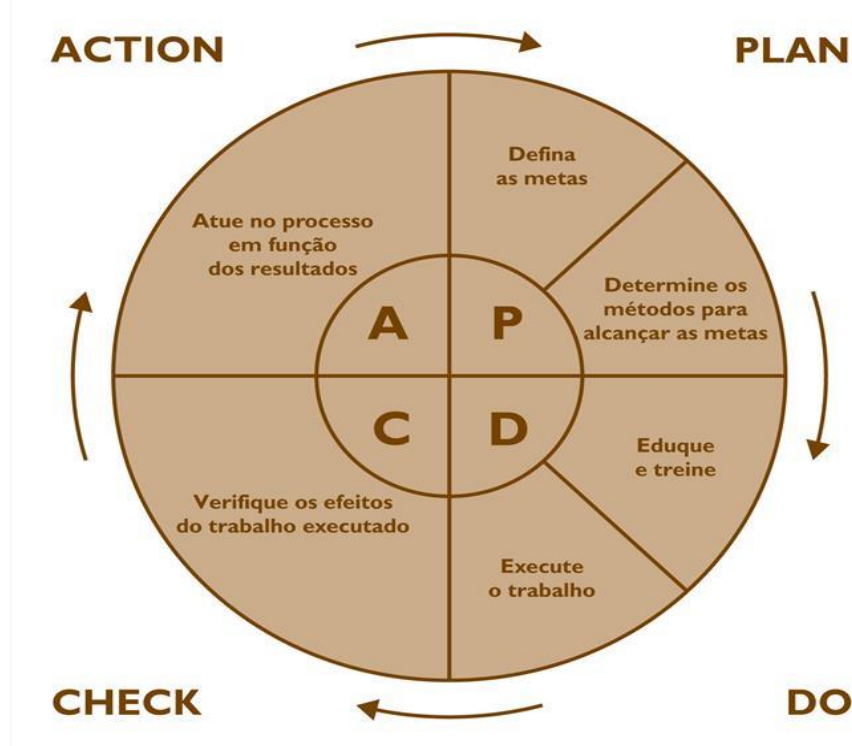 ACTION
PLAN
Defina
as metas
Atue no processo
em função
dos resultados
Determine os
métodos para
alcançar as metas
A
P
C
D
Eduque
e treine
Verifique os efeitos
do trabalho executado
Execute
o trabalho
CHECK
DO